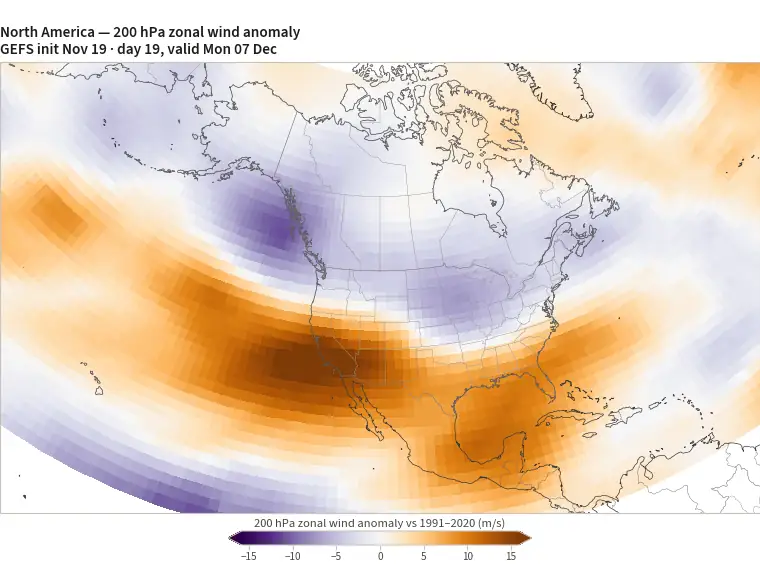 North America — 200 hPa zonal wind anomaly
GEFS init Nov 19 · day 19, valid Mon 07 Dec
200 hPa zonal wind anomaly vs 1991–2020 (m/s)
−15 −10 −5 0 5 10 15